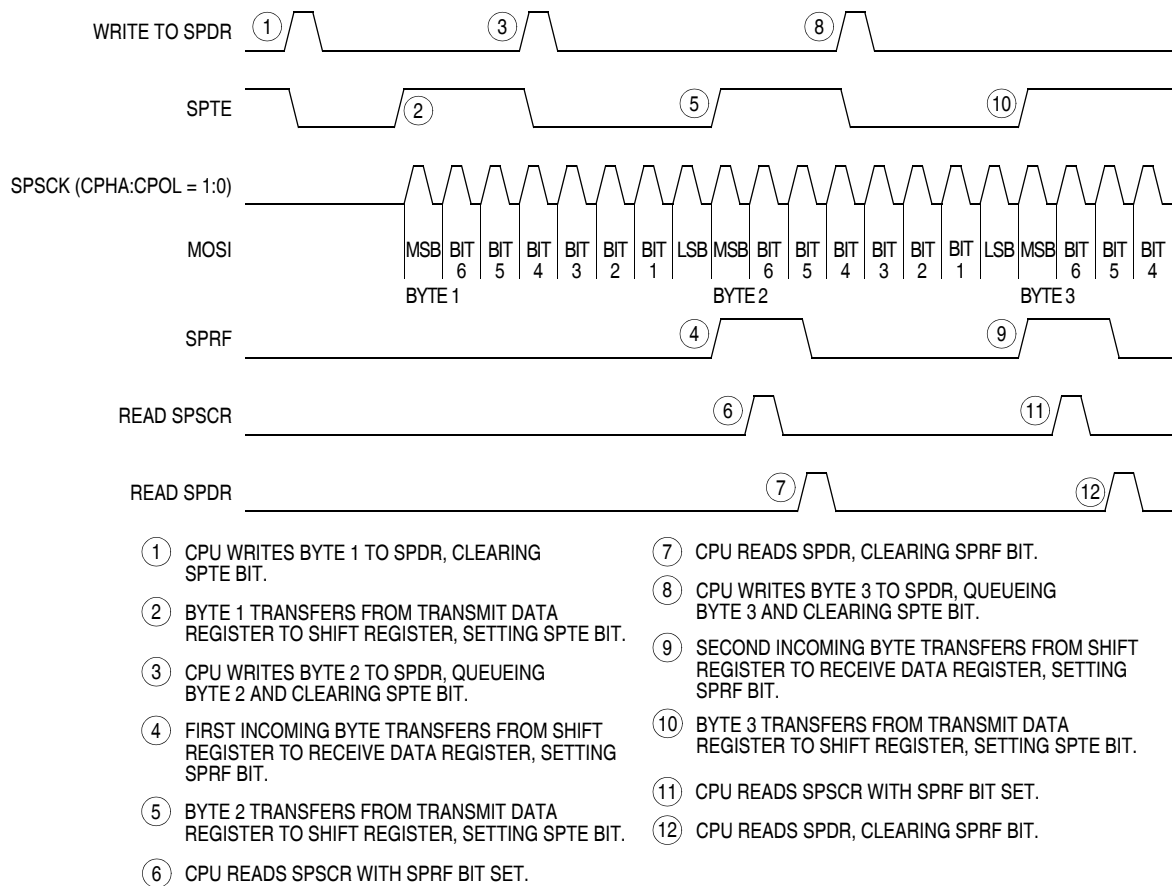 WRITE TO SPDR 1 3 8
SPTE 2 5 10
SPSCK (CPHA:CPOL = 1:0)
MOSI MSB BIT 6 BIT 5 BIT 4 BIT 3 BIT 2 BIT 1 LSB MSB BIT 6 BIT 5 BIT 4 BIT 3 BIT 2 BIT 1 LSB MSB BIT 6 BIT 5 BIT 4
BYTE 1 BYTE 2 BYTE 3
SPRF 4 9
READ SPSCR 6 11
READ SPDR 7 12
1 CPU WRITES BYTE 1 TO SPDR, CLEARING
SPTE BIT.
2 BYTE 1 TRANSFERS FROM TRANSMIT DATA
REGISTER TO SHIFT REGISTER, SETTING SPTE BIT.
3 CPU WRITES BYTE 2 TO SPDR, QUEUEING
BYTE 2 AND CLEARING SPTE BIT.
4 FIRST INCOMING BYTE TRANSFERS FROM SHIFT
REGISTER TO RECEIVE DATA REGISTER, SETTING
SPRF BIT.
5 BYTE 2 TRANSFERS FROM TRANSMIT DATA
REGISTER TO SHIFT REGISTER, SETTING SPTE BIT.
6 CPU READS SPSCR WITH SPRF BIT SET.
7 CPU READS SPDR, CLEARING SPRF BIT.
8 CPU WRITES BYTE 3 TO SPDR, QUEUEING
BYTE 3 AND CLEARING SPTE BIT.
9 SECOND INCOMING BYTE TRANSFERS FROM SHIFT
REGISTER TO RECEIVE DATA REGISTER, SETTING
SPRF BIT.
10 BYTE 3 TRANSFERS FROM TRANSMIT DATA
REGISTER TO SHIFT REGISTER, SETTING SPTE BIT.
11 CPU READS SPSCR WITH SPRF BIT SET.
12 CPU READS SPDR, CLEARING SPRF BIT.